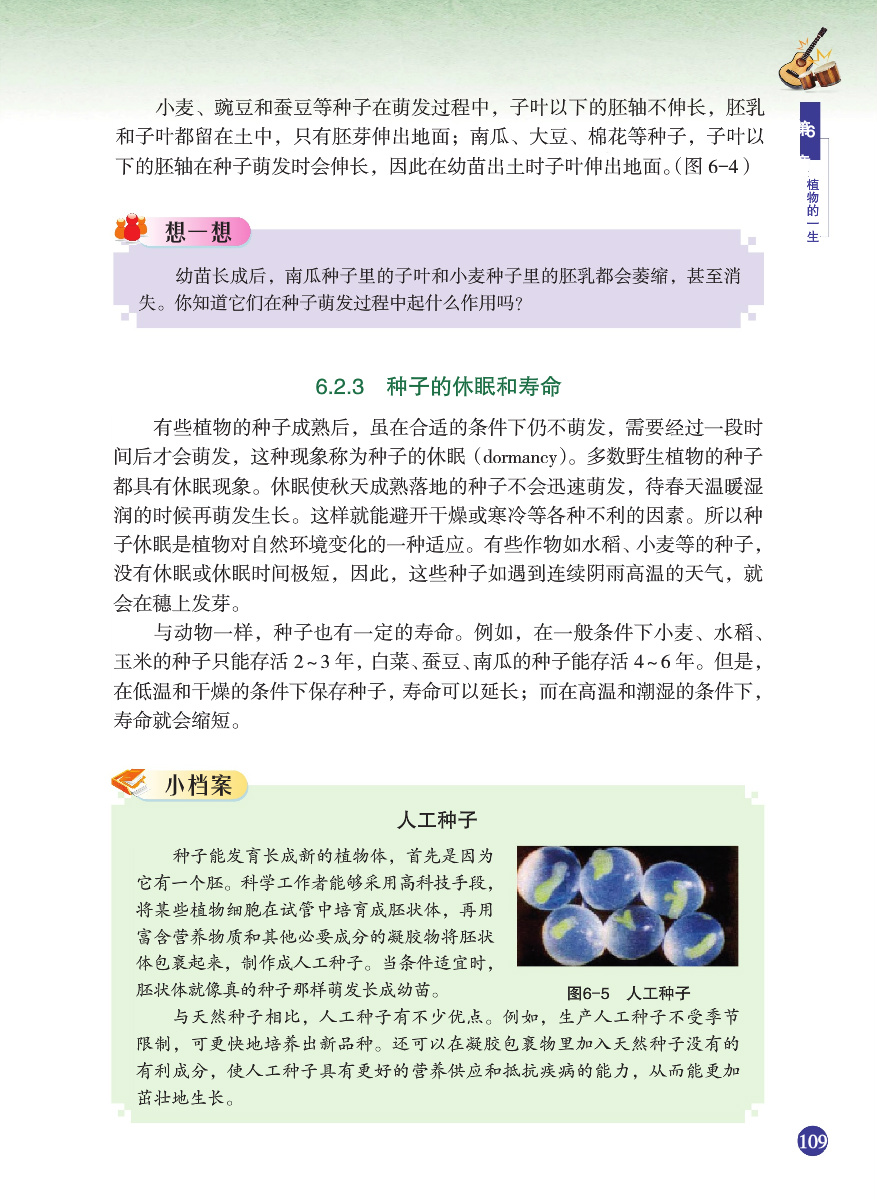 小麦、豌豆和蚕豆等种子在萌发过程中，子叶以下的胚轴不伸长，胚乳
和子叶都留在土中，只有胚芽伸出地面；南瓜、大豆、棉花等种子，子叶以
下的胚轴在种子萌发时会伸长，因此在幼苗出土时子叶伸出地面。（图 6-4）
第6章
植物的一生
想一想
幼苗长成后，南瓜种子里的子叶和小麦种子里的胚乳都会萎缩，甚至消
失。你知道它们在种子萌发过程中起什么作用吗？
6.2.3 种子的休眠和寿命
有些植物的种子成熟后，虽在合适的条件下仍不萌发，需要经过一段时
间后才会萌发，这种现象称为种子的休眠（dormancy）。多数野生植物的种子
都具有休眠现象。休眠使秋天成熟落地的种子不会迅速萌发，待春天温暖湿
润的时候再萌发生长。这样就能避开干燥或寒冷等各种不利的因素。所以种
子休眠是植物对自然环境变化的一种适应。有些作物如水稻、小麦等的种子，
没有休眠或休眠时间极短，因此，这些种子如遇到连续阴雨高温的天气，就
会在穗上发芽。
与动物一样，种子也有一定的寿命。例如，在一般条件下小麦、水稻、
玉米的种子只能存活 2~3 年，白菜、蚕豆、南瓜的种子能存活 4~6 年。但是，
在低温和干燥的条件下保存种子，寿命可以延长；而在高温和潮湿的条件下，
寿命就会缩短。
小档案
人工种子
种子能发育长成新的植物体，首先是因为
它有一个胚。科学工作者能够采用高科技手段，
将某些植物细胞在试管中培育成胚状体，再用
富含营养物质和其他必要成分的凝胶物将胚状
体包裹起来，制作成人工种子。当条件适宜时，
胚状体就像真的种子那样萌发长成幼苗。
图6-5 人工种子
与天然种子相比，人工种子有不少优点。例如，生产人工种子不受季节
限制，可更快地培养出新品种。还可以在凝胶包裹物里加入天然种子没有的
有利成分，使人工种子具有更好的营养供应和抵抗疾病的能力，从而能更加
茁壮地生长。
109